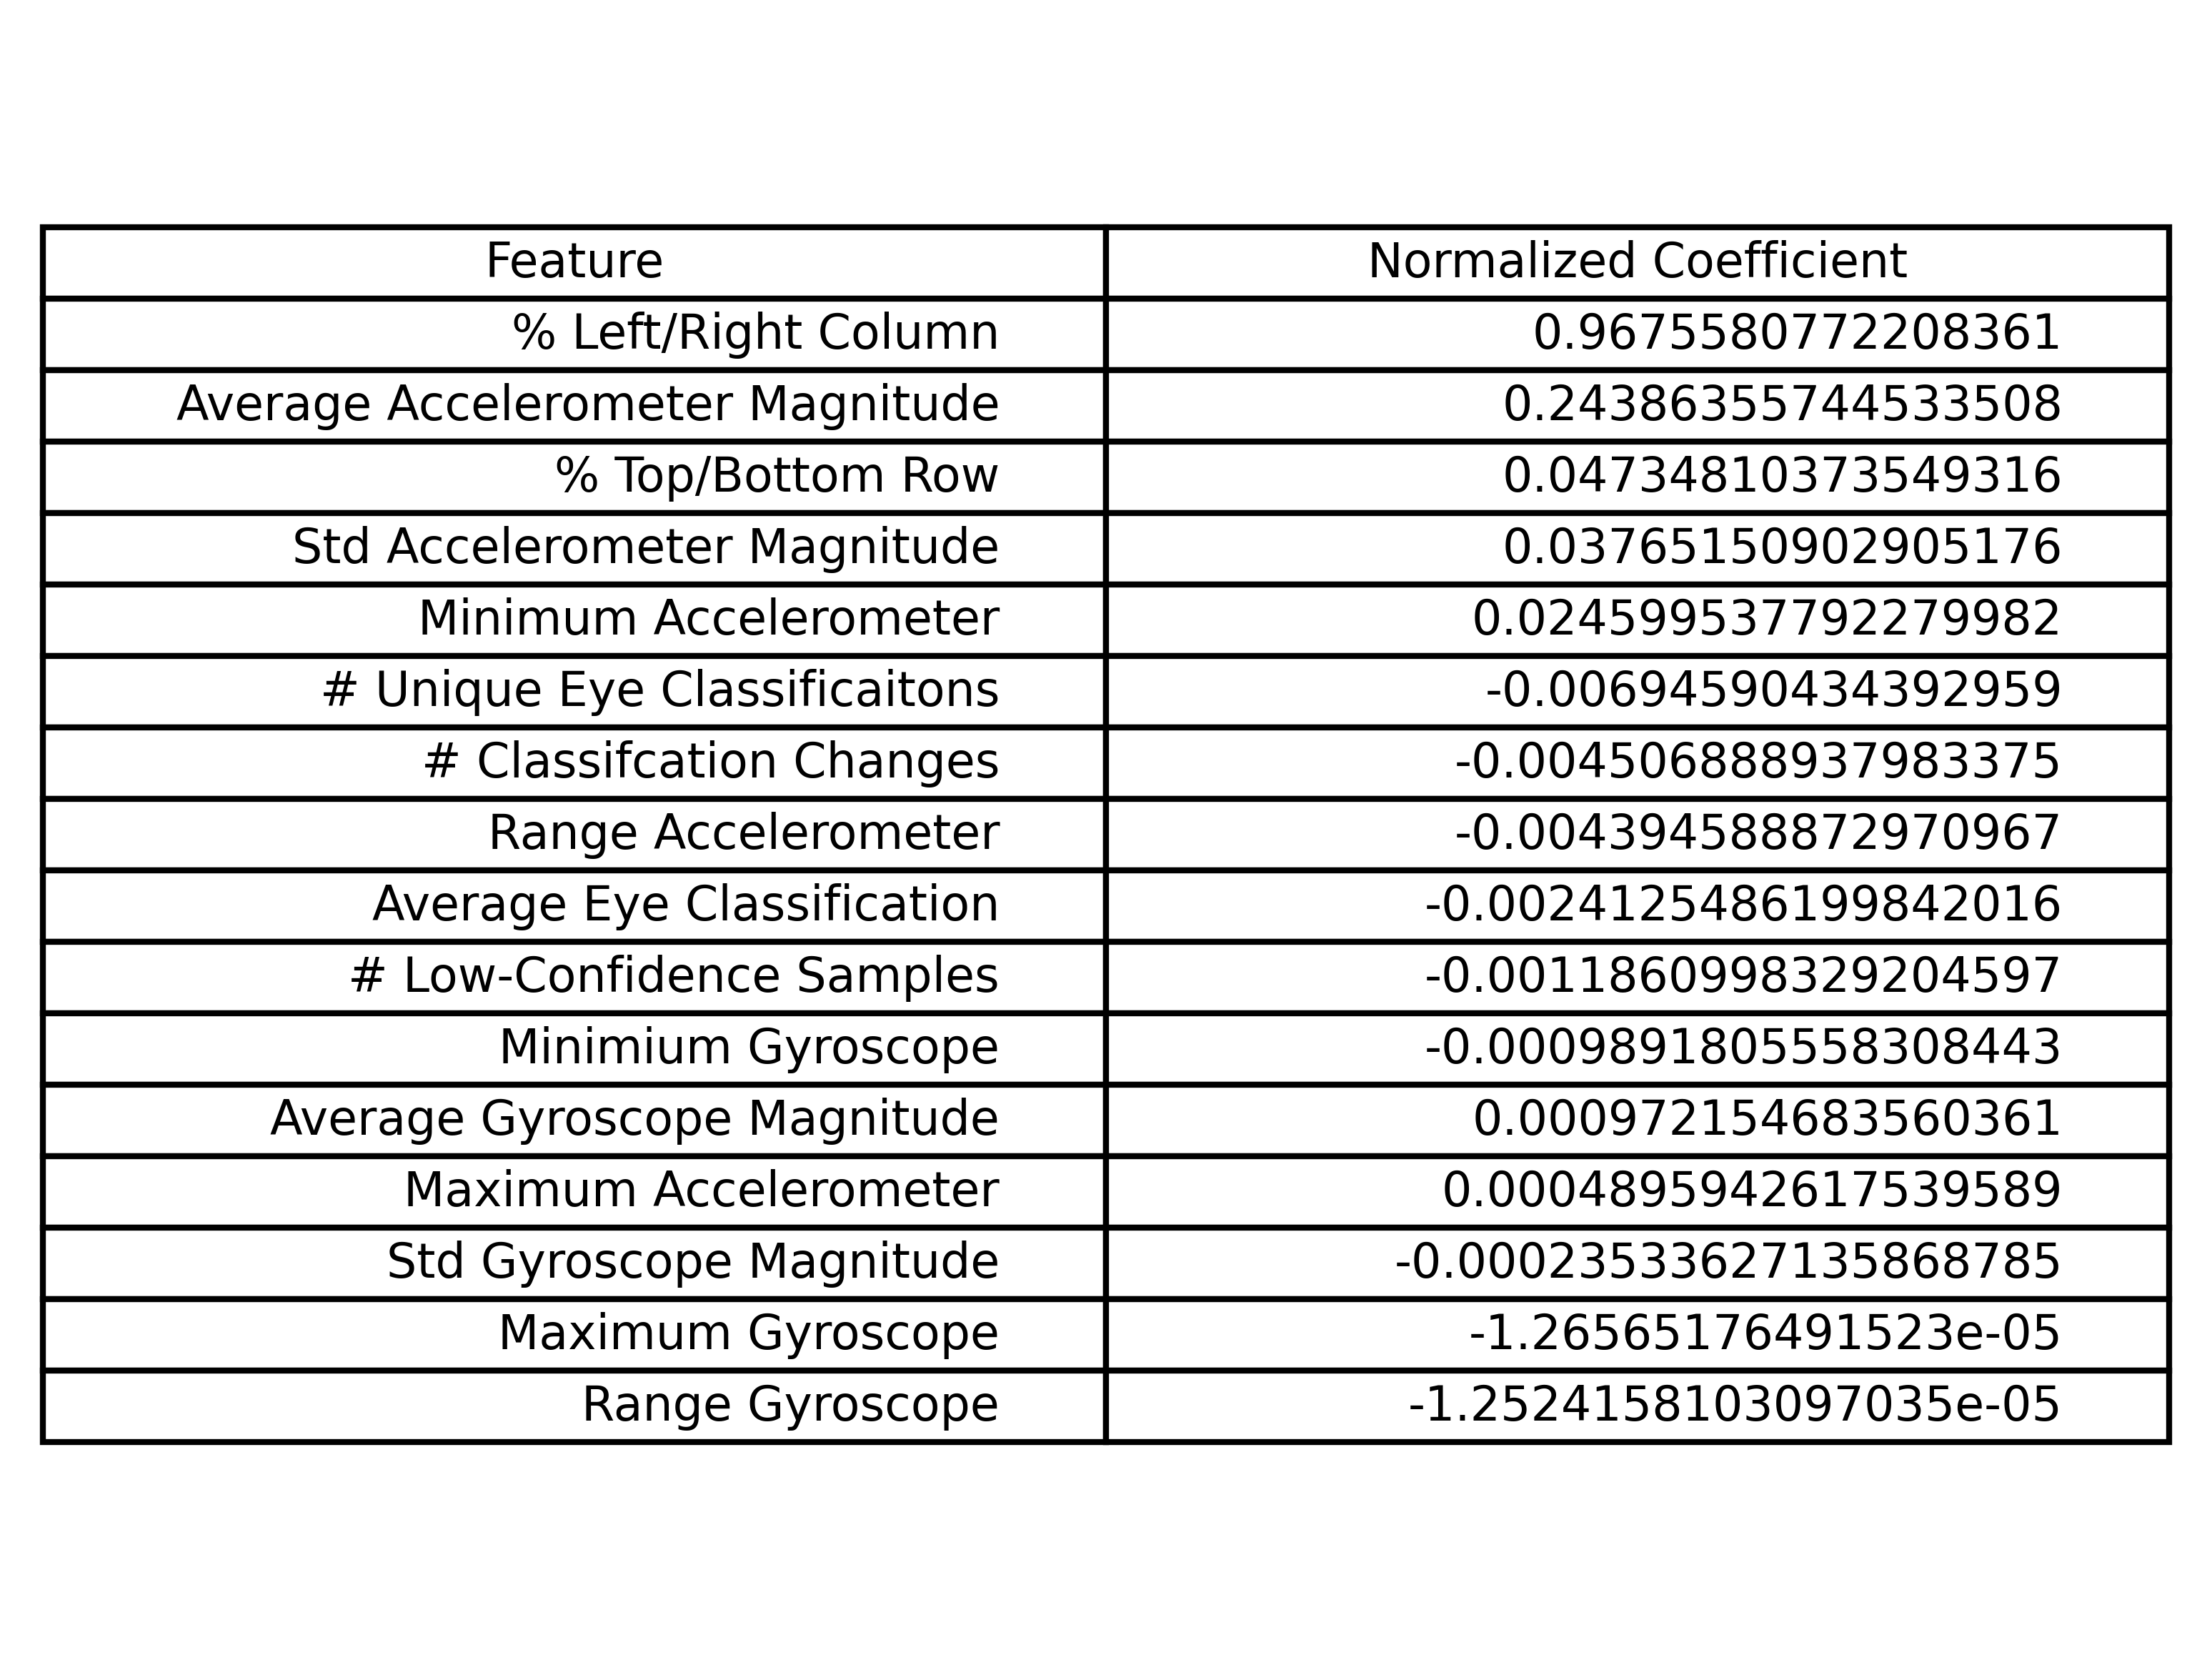 Feature Normalized Coefficient
% Left/Right Column 0.9675580772208361
Average Accelerometer Magnitude 0.24386355744533508
% Top/Bottom Row 0.04734810373549316
Std Accelerometer Magnitude 0.03765150902905176
Minimum Accelerometer 0.024599537792279982
# Unique Eye Classificaitons -0.00694590434392959
# Classifcation Changes -0.004506888937983375
Range Accelerometer -0.004394588872970967
Average Eye Classification -0.0024125486199842016
# Low-Confidence Samples -0.0011860998329204597
Minimium Gyroscope -0.0009891805558308443
Average Gyroscope Magnitude 0.000972154683560361
Maximum Accelerometer 0.0004895942617539589
Std Gyroscope Magnitude -0.00023533627135868785
Maximum Gyroscope -1.26565176491523e-05
Range Gyroscope -1.2524158103097035e-05